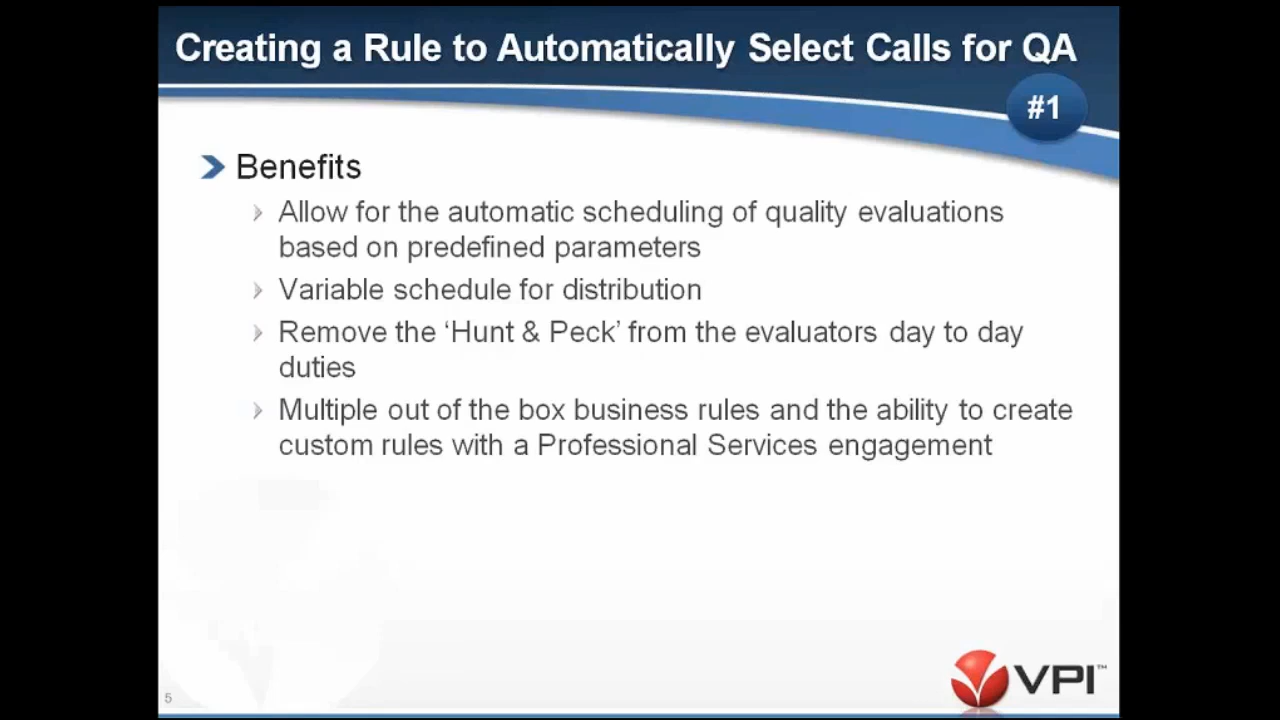 Creating a Rule to Automatically Select Calls for QA
#1
Benefits
Allow for the automatic scheduling of quality evaluations
based on predefined parameters
Variable schedule for distribution
Remove the ‘Hunt & Peck’ from the evaluators day to day
duties
Multiple out of the box business rules and the ability to create
custom rules with a Professional Services engagement
5
VPI™